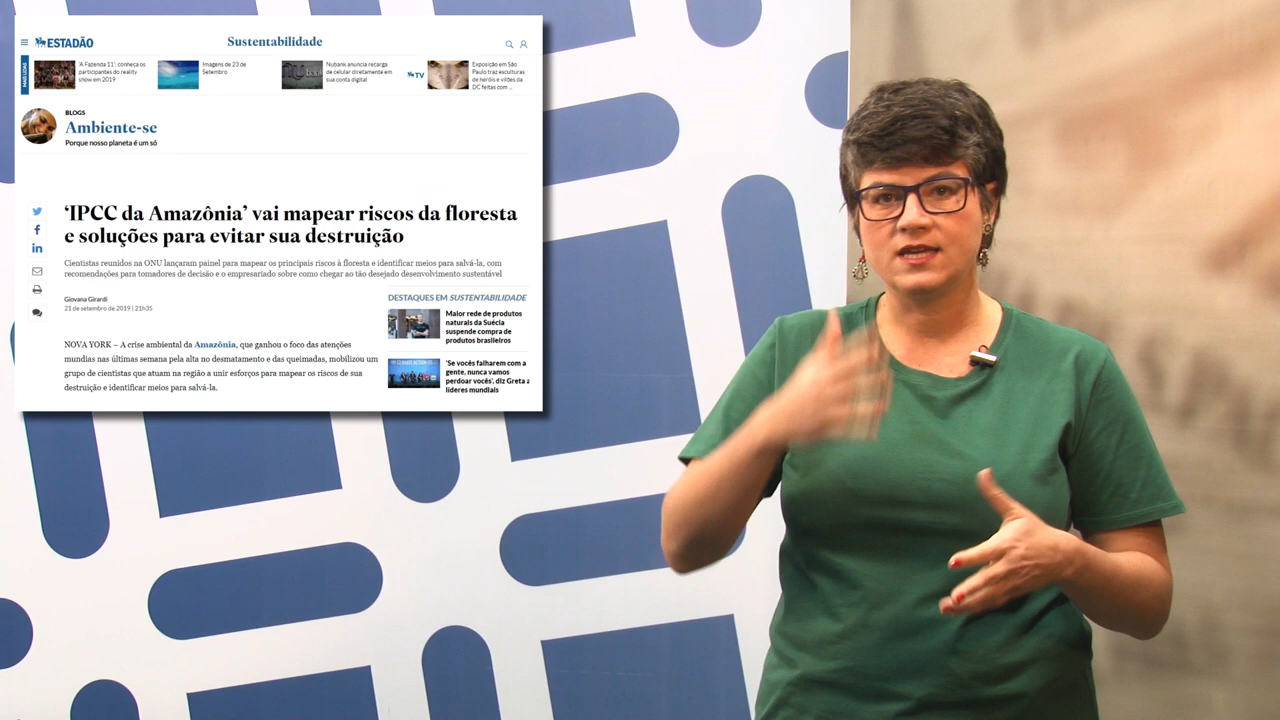 ESTADÃO
Sustentabilidade
MAIS LIDAS
'A Fazenda 11': conheça os
participantes do reality
show em 2019
Imagens de 23 de
Setembro
Nubank anuncia recarga
de celular diretamente em
sua conta digital
TV
Exposição em São
Paulo traz esculturas
de heróis e vilões da
DC feitas com ...
BLOGS
Ambiente-se
Porque nosso planeta é um só
'IPCC da Amazônia' vai mapear riscos da floresta
e soluções para evitar sua destruição
Cientistas reunidos na ONU lançaram painel para mapear os principais riscos à floresta e identificar meios para salvá-la, com
recomendações para tomadores de decisão e o empresariado sobre como chegar ao tão desejado desenvolvimento sustentável
Giovana Girardi
21 de setembro de 2019 | 21h35
NOVA YORK – A crise ambiental da Amazônia, que ganhou o foco das atenções
mundias nas últimas semana pela alta no desmatamento e das queimadas, mobilizou um
grupo de cientistas que atuam na região a unir esforços para mapear os riscos de sua
destruição e identificar meios para salvá-la.
DESTAQUES EM SUSTENTABILIDADE
Maior rede de produtos
naturais da Suécia
suspende compra de
produtos brasileiros
'Se vocês falharem com a
gente, nunca vamos
perdoar vocês', diz Greta a
líderes mundiais